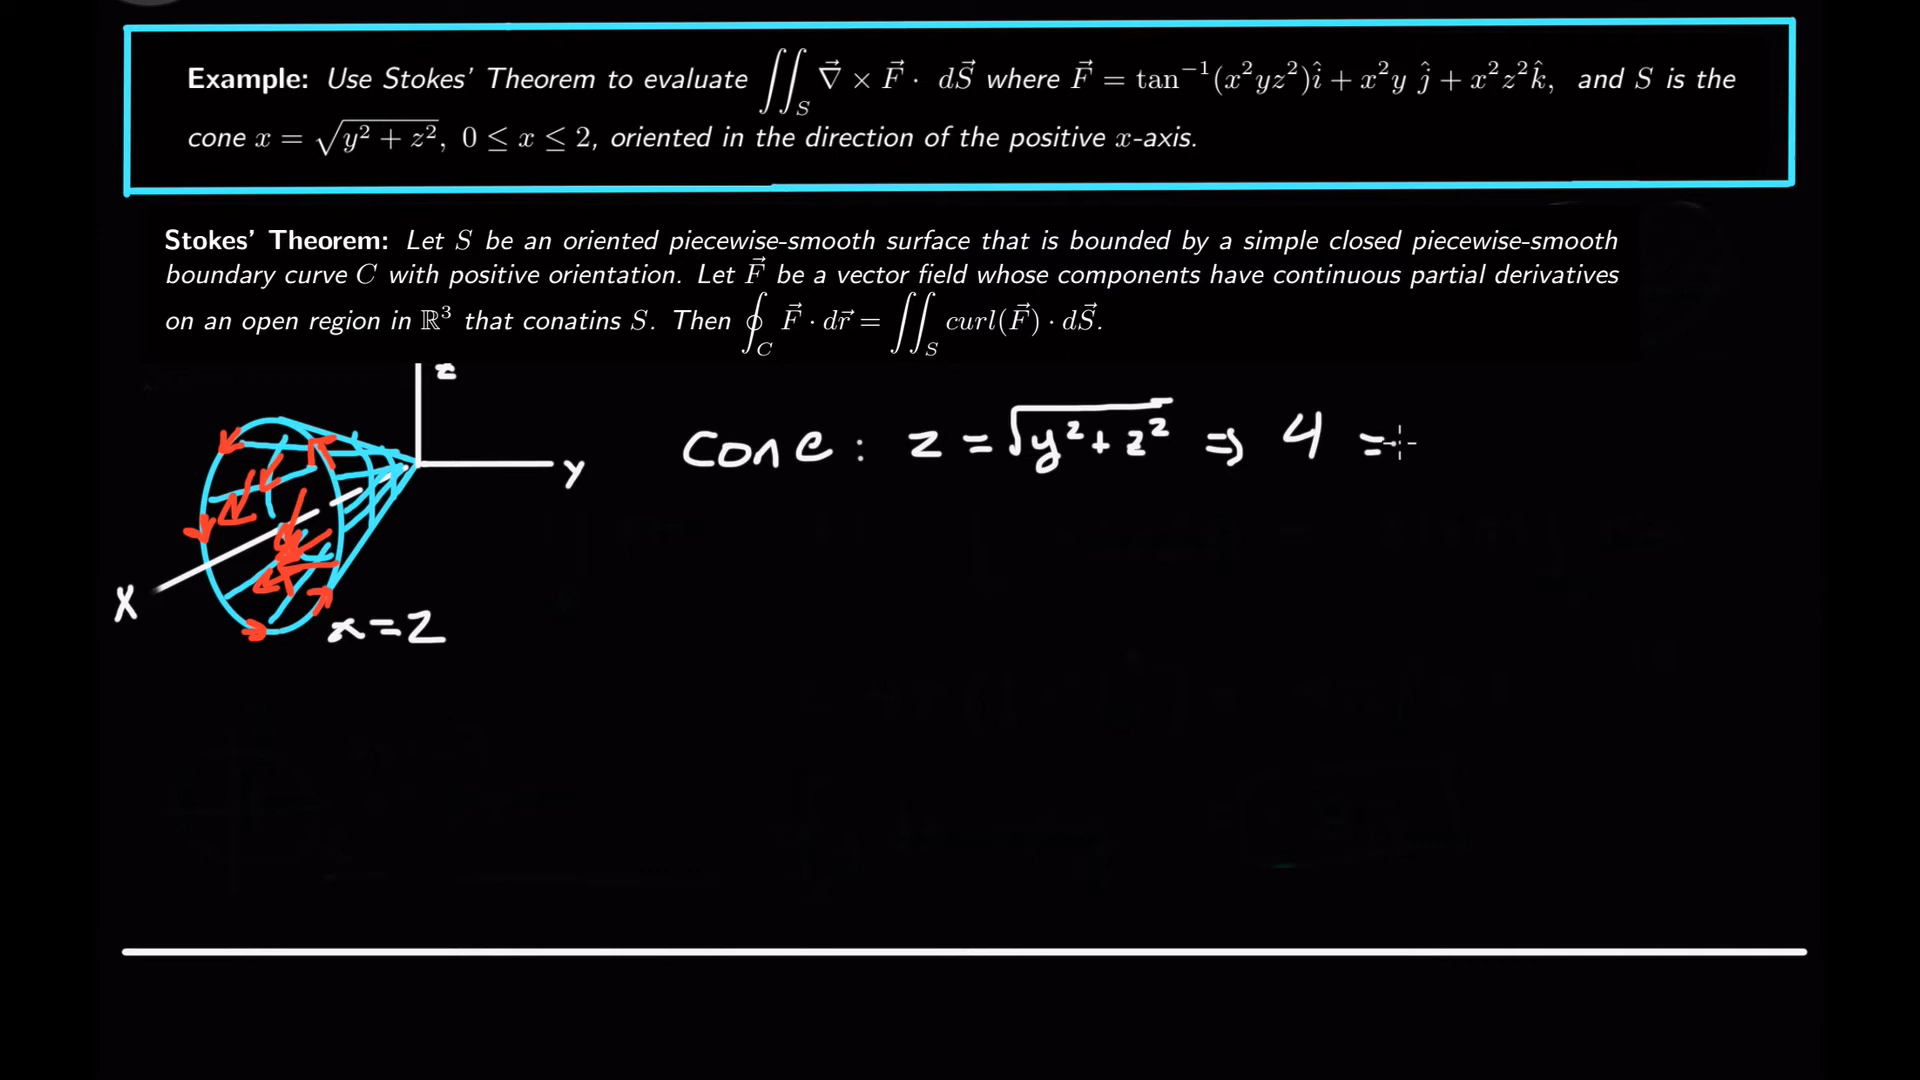 Example: Use Stokes' Theorem to evaluate ∬_S ∇⃗ × F⃗ · dS⃗ where F⃗ = tan⁻¹(x²yz²)î + x²y ĵ + x²z²k̂, and S is the
cone x = √(y² + z²), 0 ≤ x ≤ 2, oriented in the direction of the positive x-axis.
Stokes' Theorem: Let S be an oriented piecewise-smooth surface that is bounded by a simple closed piecewise-smooth
boundary curve C with positive orientation. Let F⃗ be a vector field whose components have continuous partial derivatives
on an open region in ℝ³ that conatins S. Then ∮_C F⃗ · dr⃗ = ∬_S curl(F⃗) · dS⃗.
z
Cone : 2 = √(y² + z²) ⇒ 4 =
y
x
x = 2